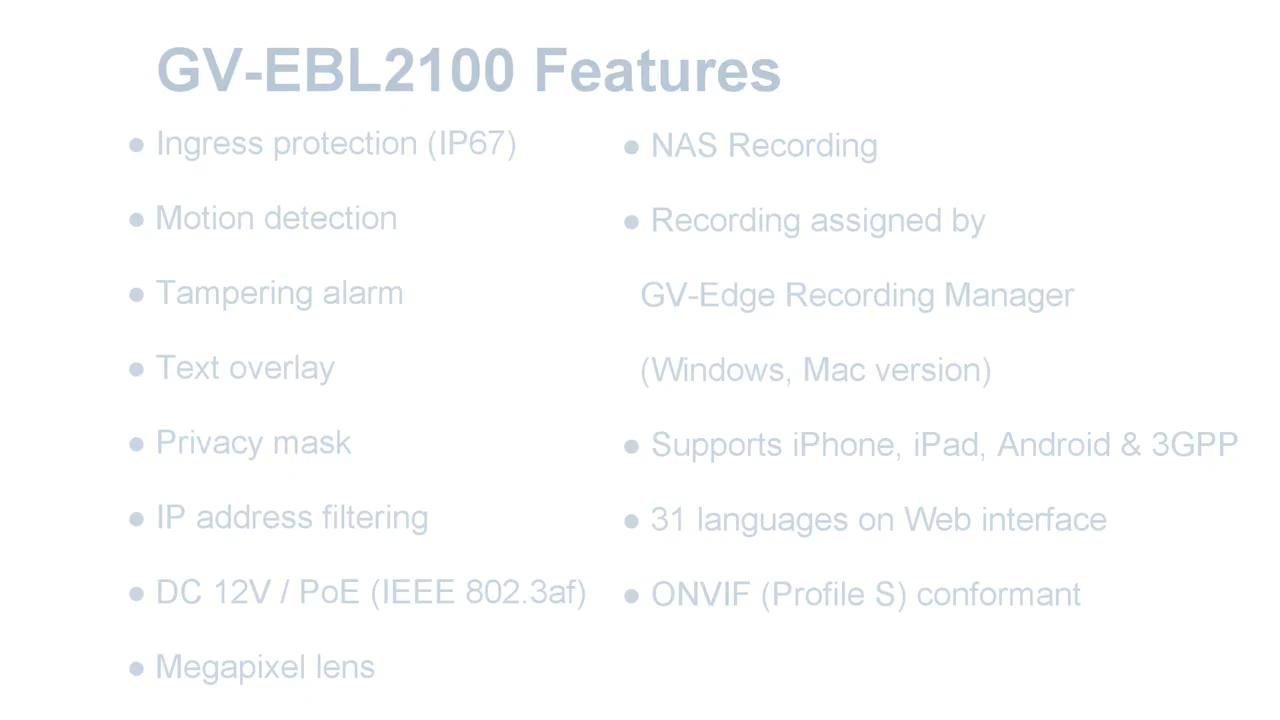 GV-EBL2100 Features
● Ingress protection (IP67)
● Motion detection
● Tampering alarm
● Text overlay
● Privacy mask
● IP address filtering
● DC 12V / PoE (IEEE 802.3af)
● Megapixel lens
● NAS Recording
● Recording assigned by
GV-Edge Recording Manager
(Windows, Mac version)
● Supports iPhone, iPad, Android & 3GPP
● 31 languages on Web interface
● ONVIF (Profile S) conformant